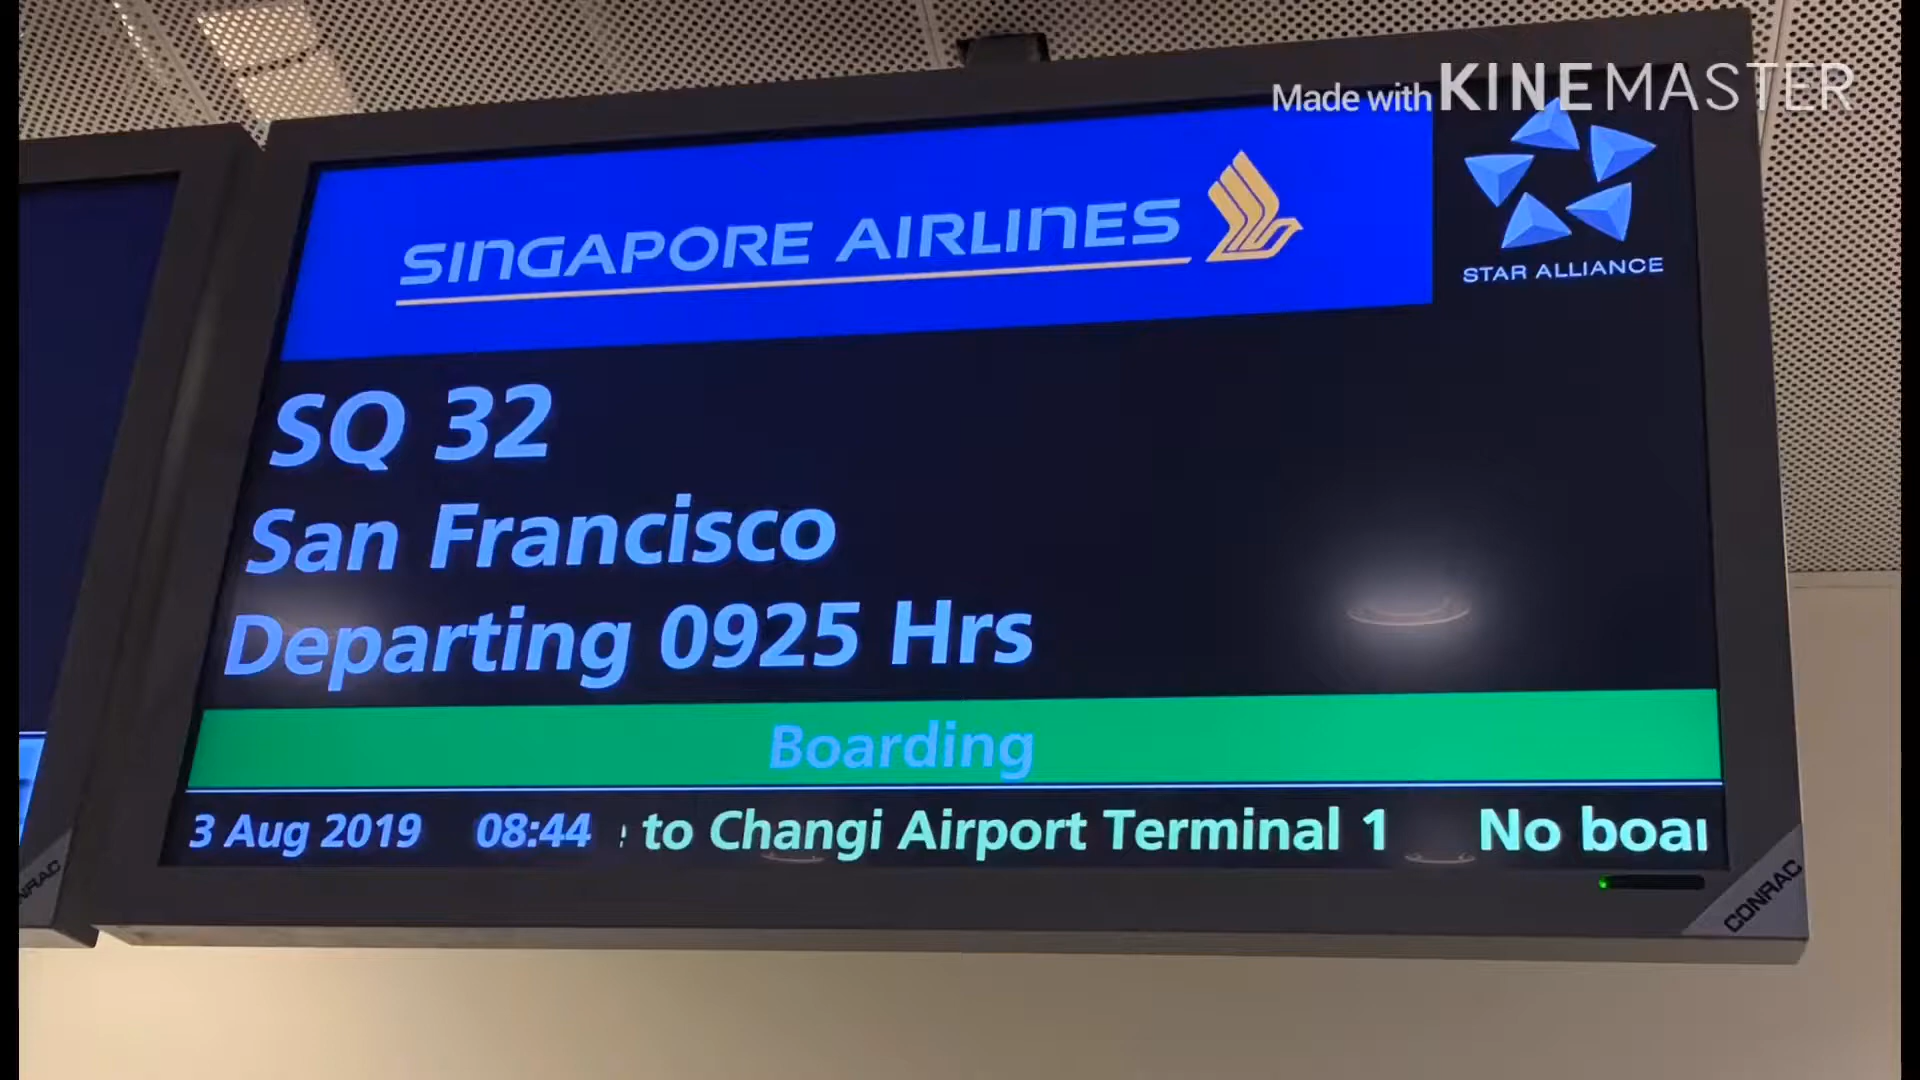 Made with KINEMASTER
SINGAPORE AIRLINES
STAR ALLIANCE
SQ 32
San Francisco
Departing 0925 Hrs
Boarding
3 Aug 2019 08:44 to Changi Airport Terminal 1 No
CONRAC